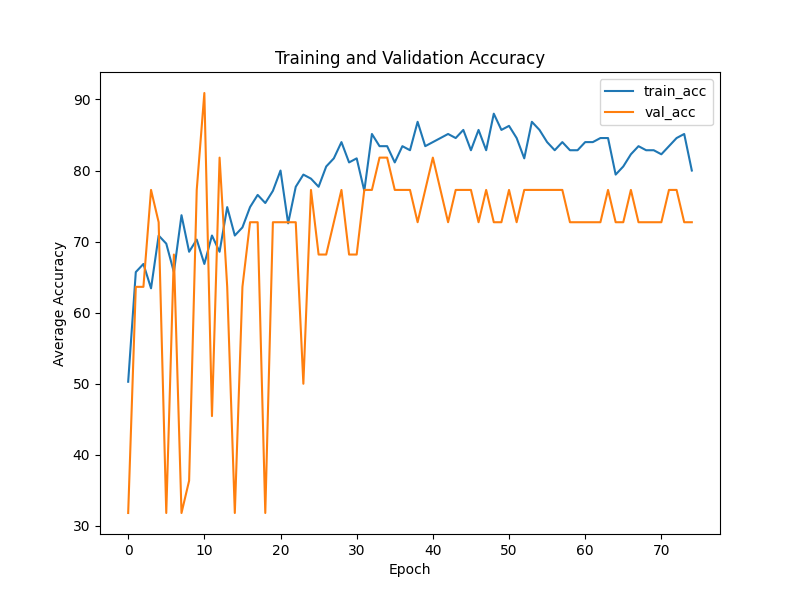 Training and Validation Accuracy
train_acc
val_acc
90
80
70
60
50
40
30
Average Accuracy
0 10 20 30 40 50 60 70
Epoch